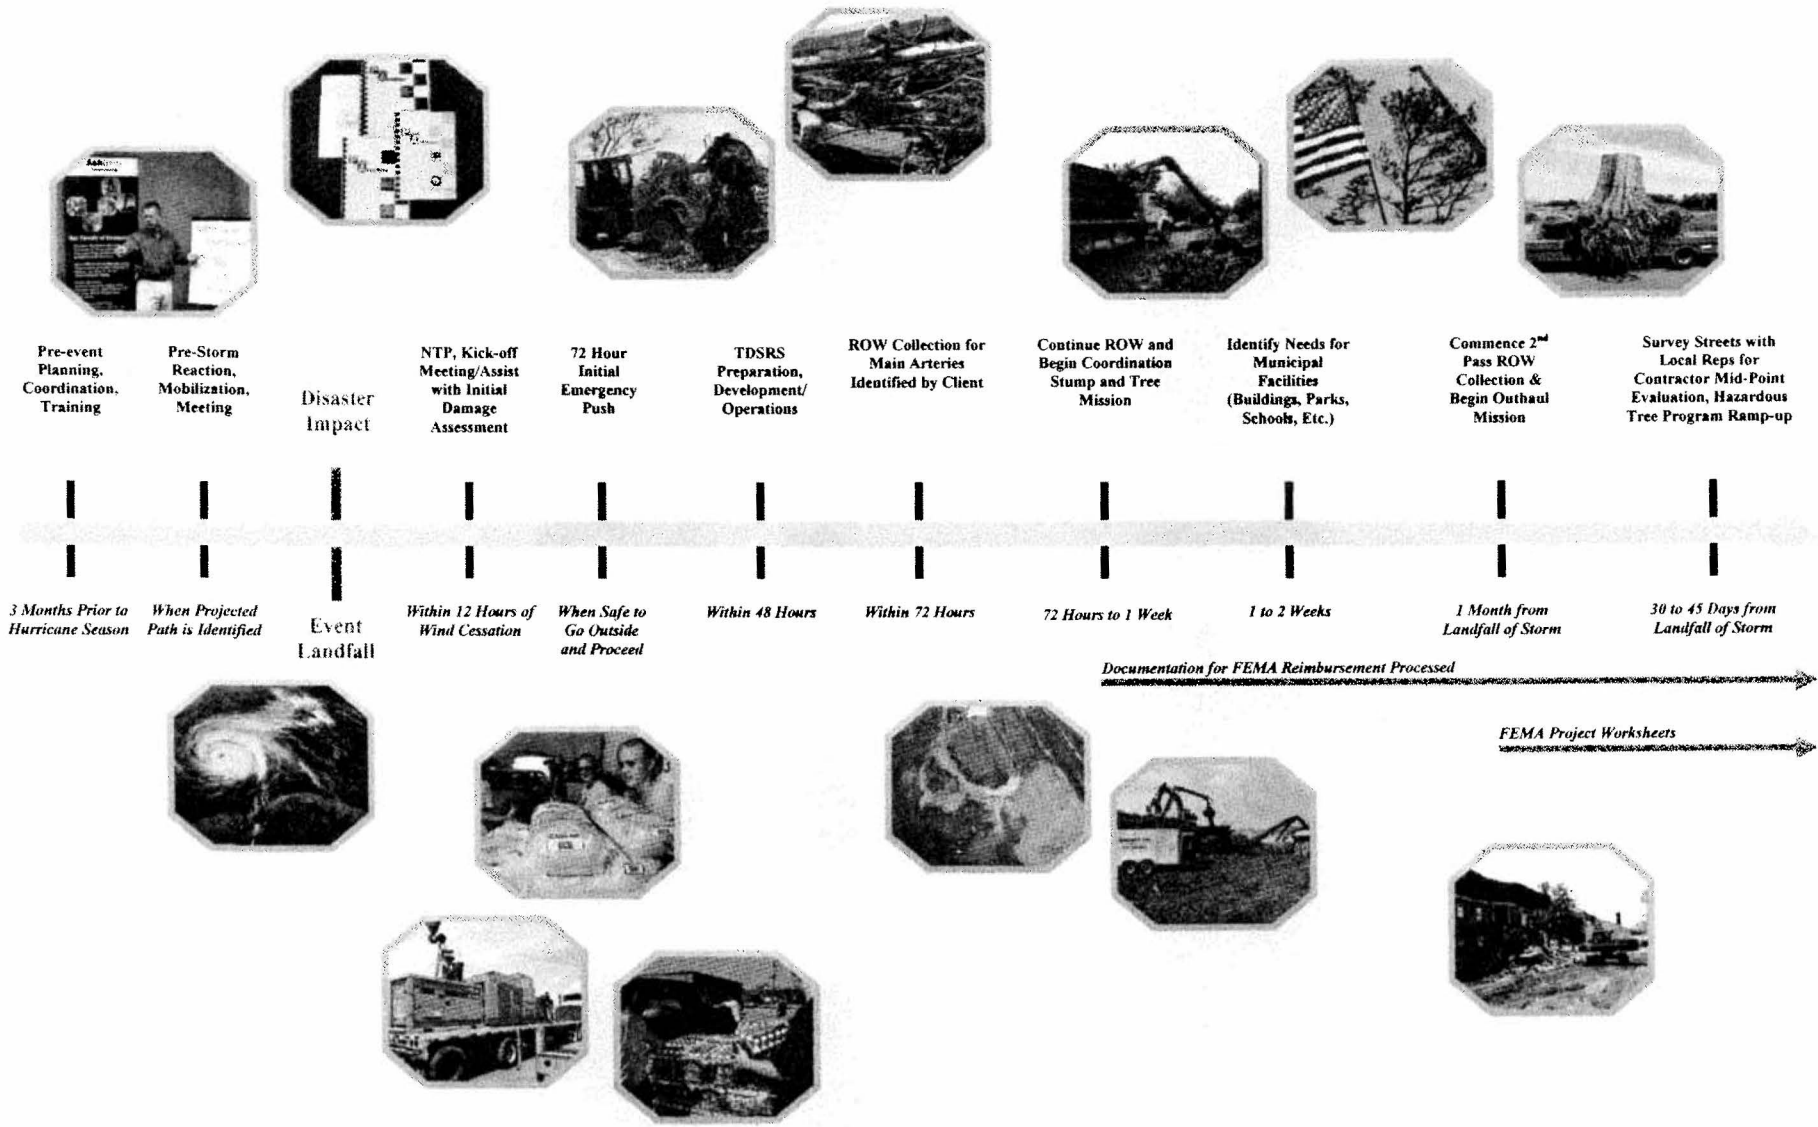 Pre-event
Planning,
Coordination,
Training
Pre-Storm
Reaction,
Mobilization,
Meeting
Disaster
Impact
NTP, Kick-off
Meeting/Assist
with Initial
Damage
Assessment
72 Hour
Initial
Emergency
Push
TDSRS
Preparation,
Development/
Operations
ROW Collection for
Main Arteries
Identified by Client
Continue ROW and
Begin Coordination
Stump and Tree
Mission
Identify Needs for
Municipal
Facilities
(Buildings, Parks,
Schools, Etc.)
Commence 2nd
Pass ROW
Collection &
Begin Outhaul
Mission
Survey Streets with
Local Reps for
Contractor Mid-Point
Evaluation, Hazardous
Tree Program Ramp-up
3 Months Prior to
Hurricane Season
When Projected
Path is Identified
Event
Landfall
Within 12 Hours of
Wind Cessation
When Safe to
Go Outside
and Proceed
Within 48 Hours
Within 72 Hours
72 Hours to 1 Week
1 to 2 Weeks
1 Month from
Landfall of Storm
30 to 45 Days from
Landfall of Storm
Documentation for FEMA Reimbursement Processed
FEMA Project Worksheets